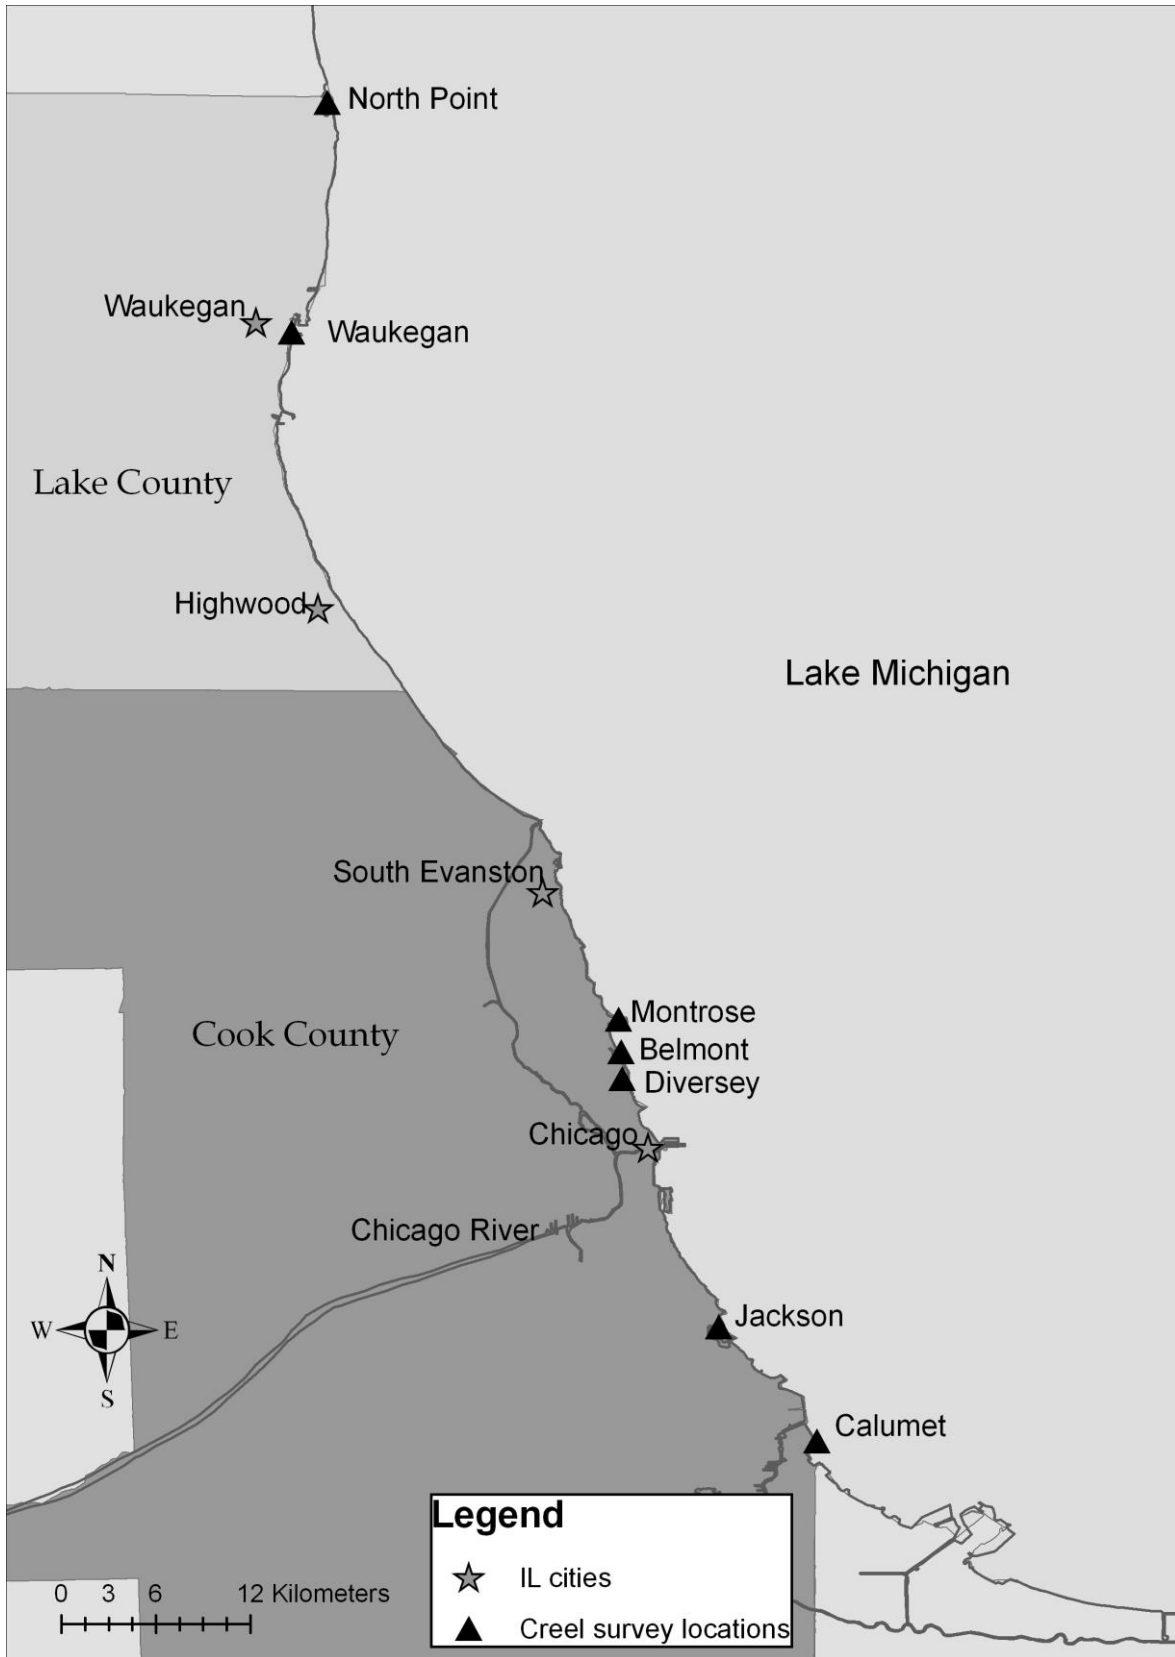 North Point
Waukegan
Waukegan
Lake County
Highwood
Lake Michigan
South Evanston
Montrose
Cook County
Belmont
Diversey
Chicago
Chicago River
N
W E
S
Jackson
Calumet
Legend
IL cities
Creel survey locations
0 3 6 12 Kilometers